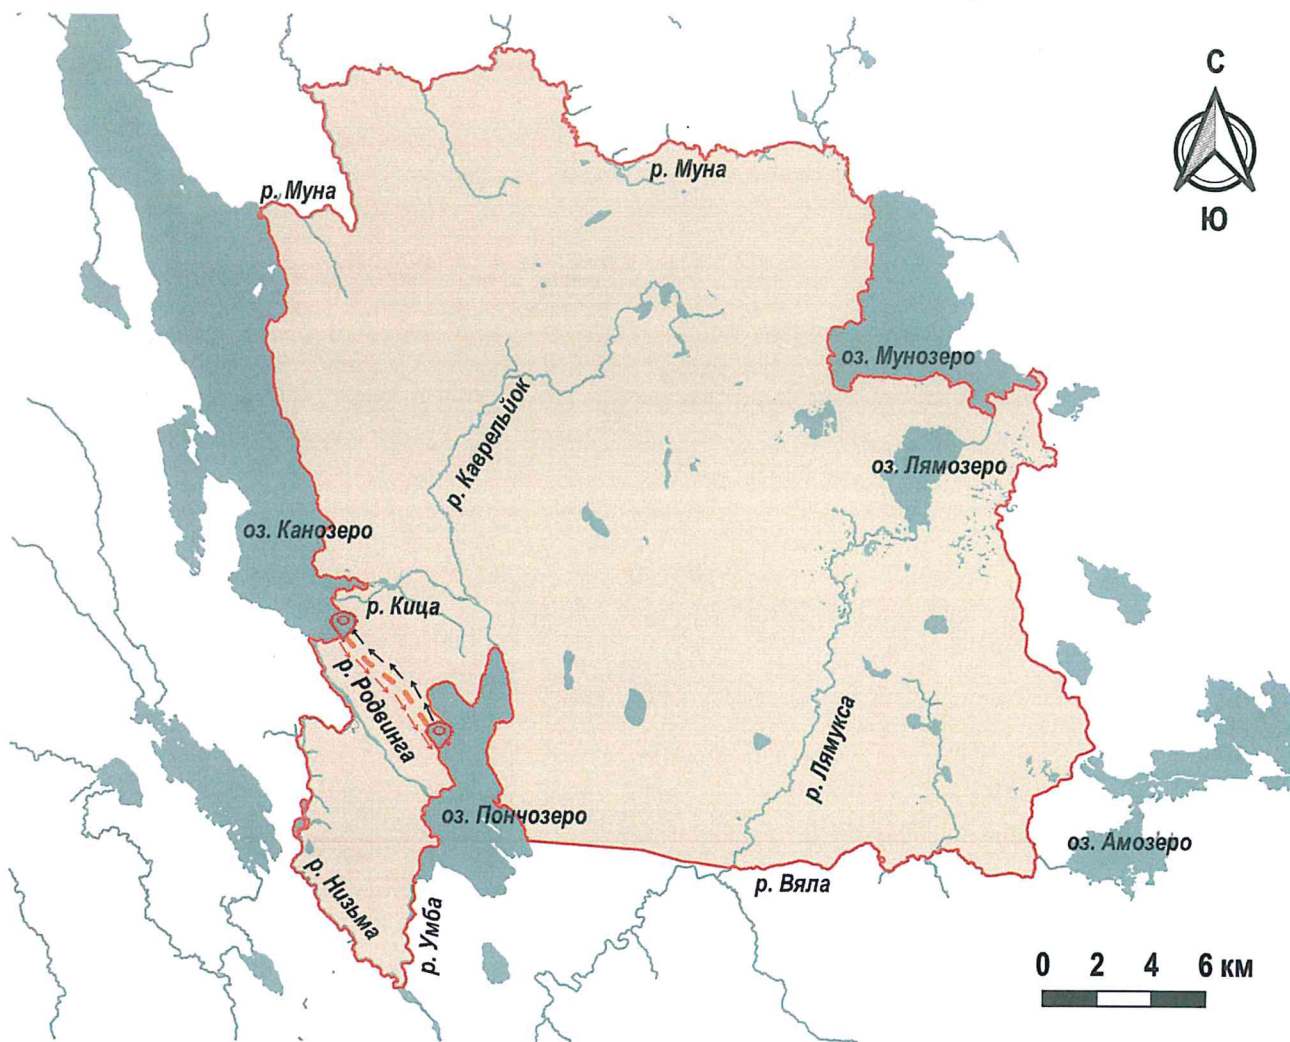 С
Ю
р. Муна
р. Муна
оз. Мунозеро
р. Каврельйок
оз. Лямозеро
оз. Канозеро
р. Кица
р. Родвинга
р. Лямукса
оз. Пончозеро
оз. Амозеро
р. Вяла
р. Низьма
р. Умба
0 2 4 6 км